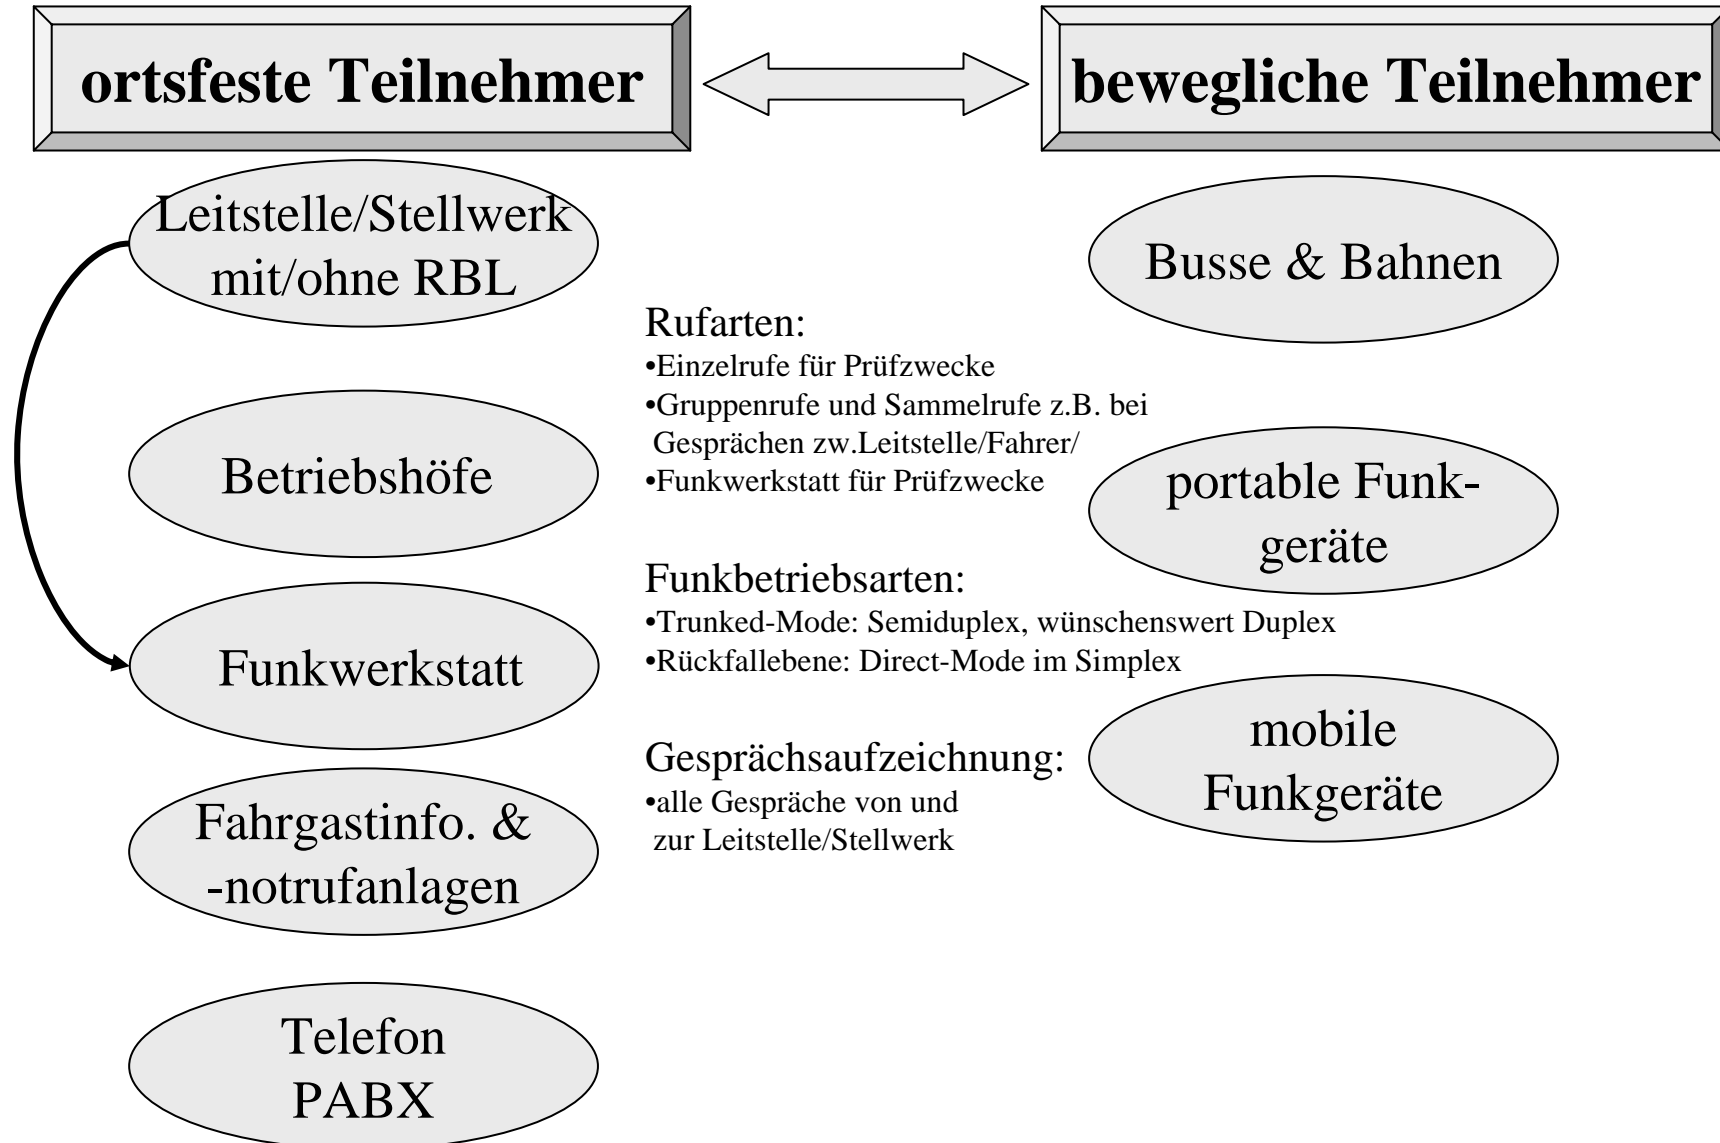 ortsfeste Teilnehmer
bewegliche Teilnehmer
Leitstelle/Stellwerk
mit/ohne RBL
Betriebshöfe
Funkwerkstatt
Fahrgastinfo. &
-notrufanlagen
Telefon
PABX
Rufarten:
•Einzelrufe für Prüfzwecke
•Gruppenrufe und Sammelrufe z.B. bei
Gesprächen zw.Leitstelle/Fahrer/
•Funkwerkstatt für Prüfzwecke
Funkbetriebsarten:
•Trunked-Mode: Semiduplex, wünschenswert Duplex
•Rückfallebene: Direct-Mode im Simplex
Gesprächsaufzeichnung:
•alle Gespräche von und
zur Leitstelle/Stellwerk
Busse & Bahnen
portable Funk-
geräte
mobile
Funkgeräte